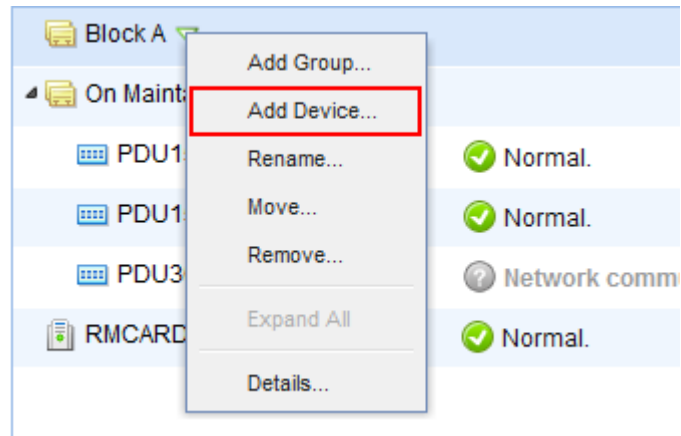 Block A
Add Group...
On Maint
Add Device...
PDU1
Rename...
Normal.
PDU1
Move...
Normal.
Remove...
PDU3
Network comm
Expand All
RMCARD
Normal.
Details...